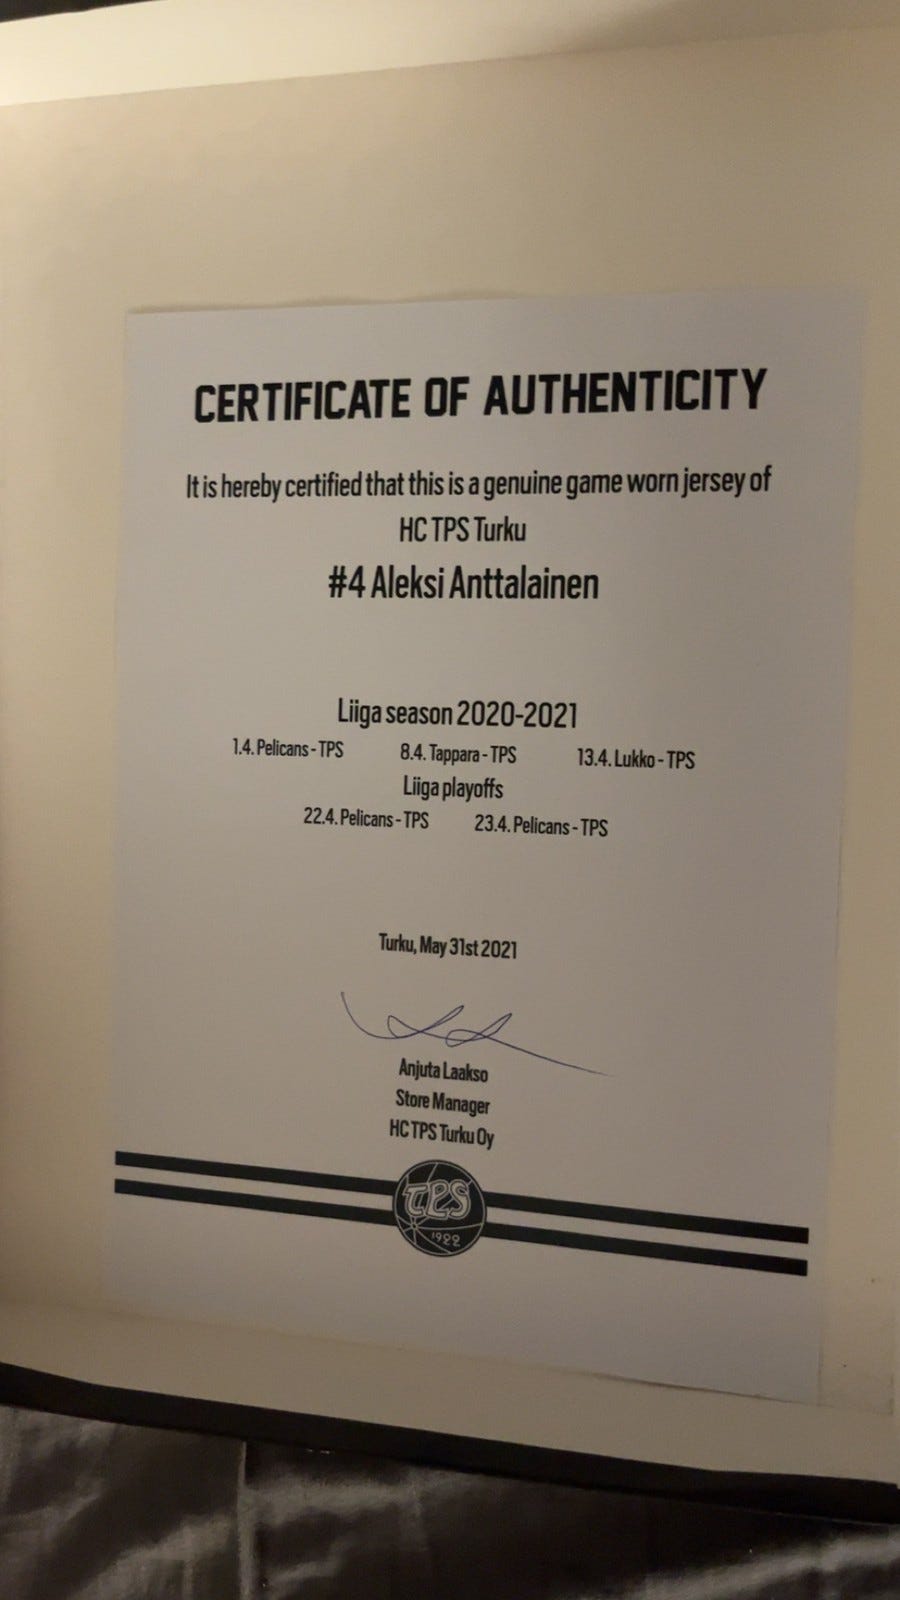 CERTIFICATE OF AUTHENTICITY
It is hereby certified that this is a genuine game worn jersey of
HC TPS Turku
#4 Aleksi Anttalainen
Liiga season 2020-2021
1.4. Pelicans - TPS 8.4. Tappara - TPS 13.4. Lukko - TPS
Liiga playoffs
22.4. Pelicans - TPS 23.4. Pelicans - TPS
Turku, May 31st 2021
Anjuta Laakso
Store Manager
HC TPS Turku Oy
TPS
1922